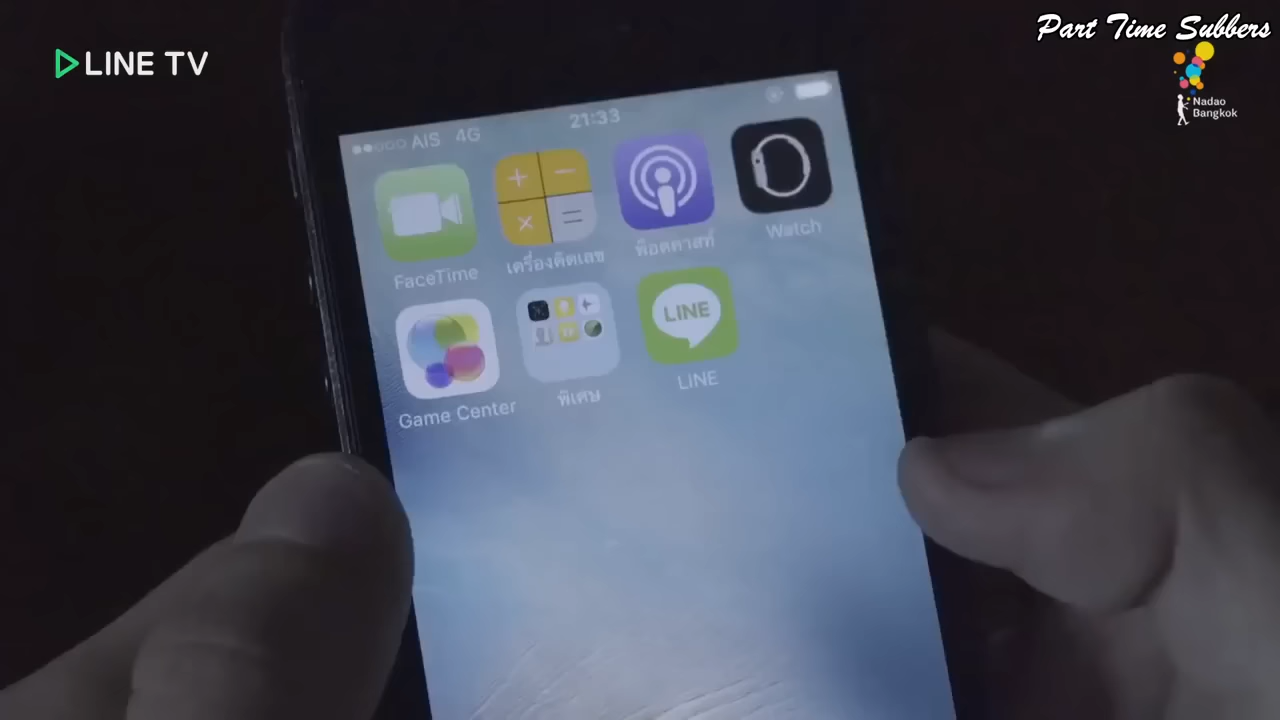 Part Time Subbers
LINE TV
Nadao
Bangkok
AIS 4G 21:33
FaceTime
เครื่องคิดเลข
พ็อดคาสท์
Watch
Game Center
พิเศษ
LINE
LINE